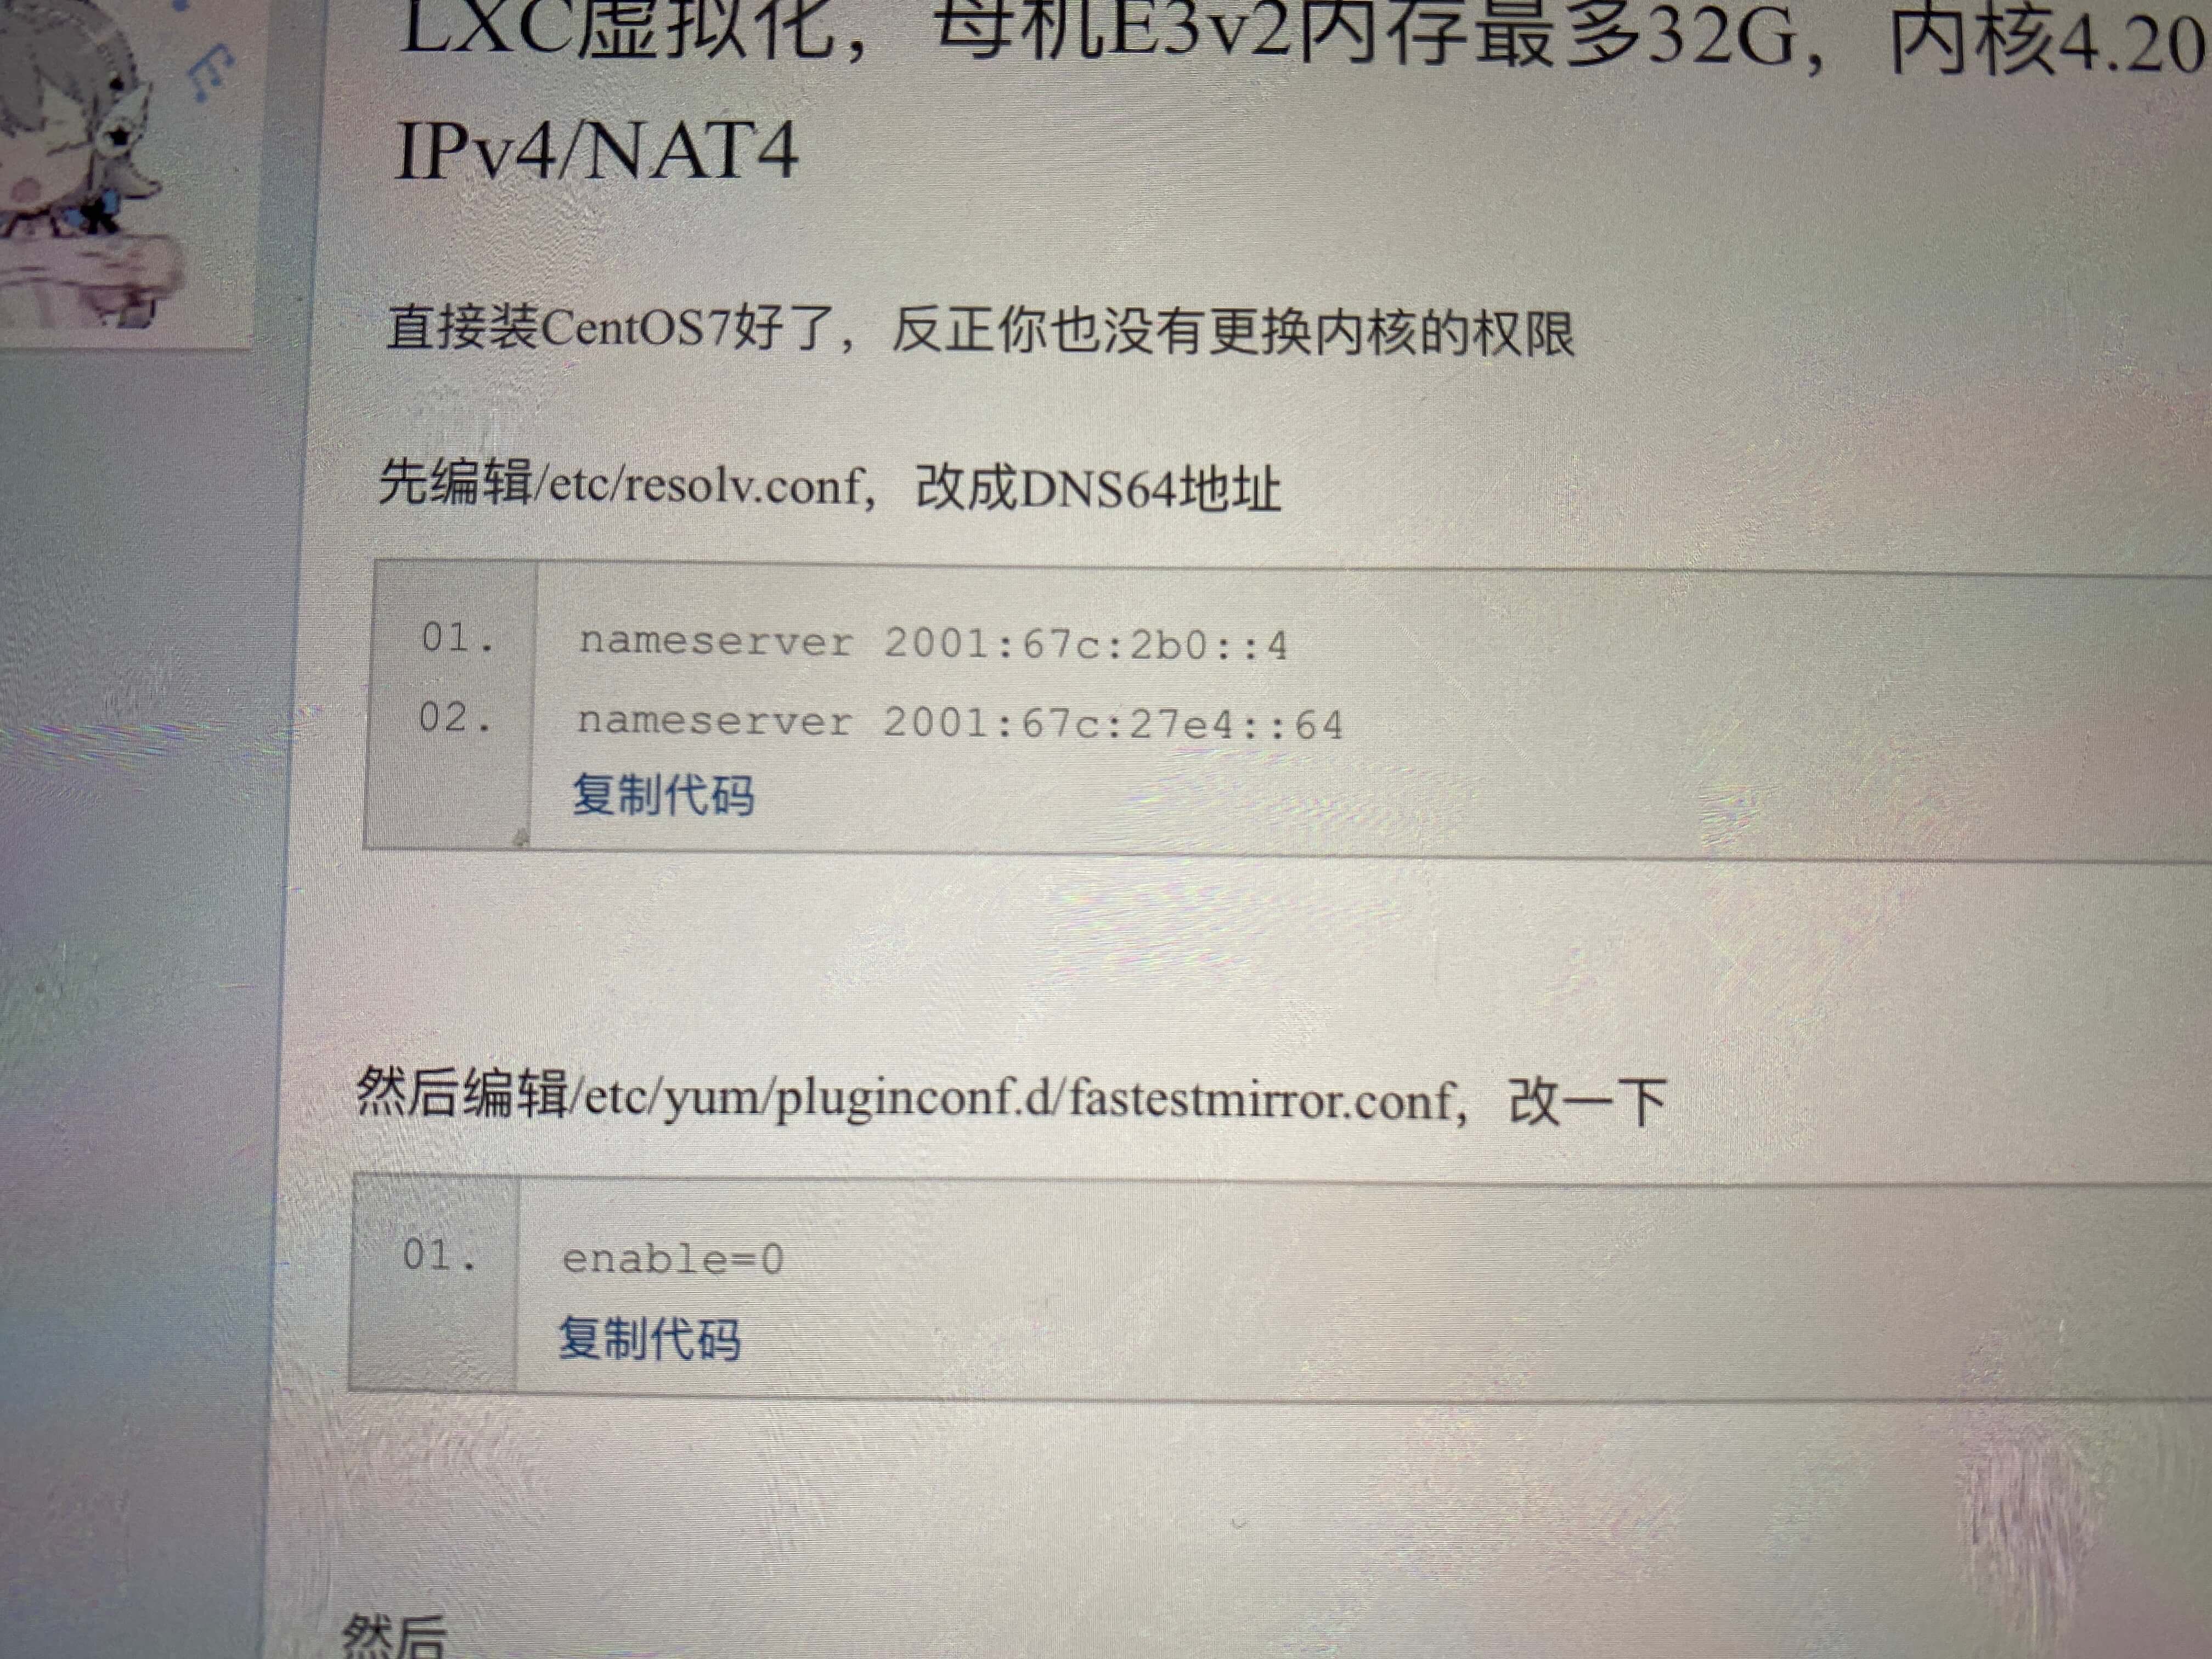 LXC虚拟化，母机E3v2内存最多32G，内核4.20
IPv4/NAT4
直接装CentOS7好了，反正你也没有更换内核的权限
先编辑/etc/resolv.conf，改成DNS64地址
01. nameserver 2001:67c:2b0::4
02. nameserver 2001:67c:27e4::64
复制代码
然后编辑/etc/yum/pluginconf.d/fastestmirror.conf，改一下
01. enable=0
复制代码
然后